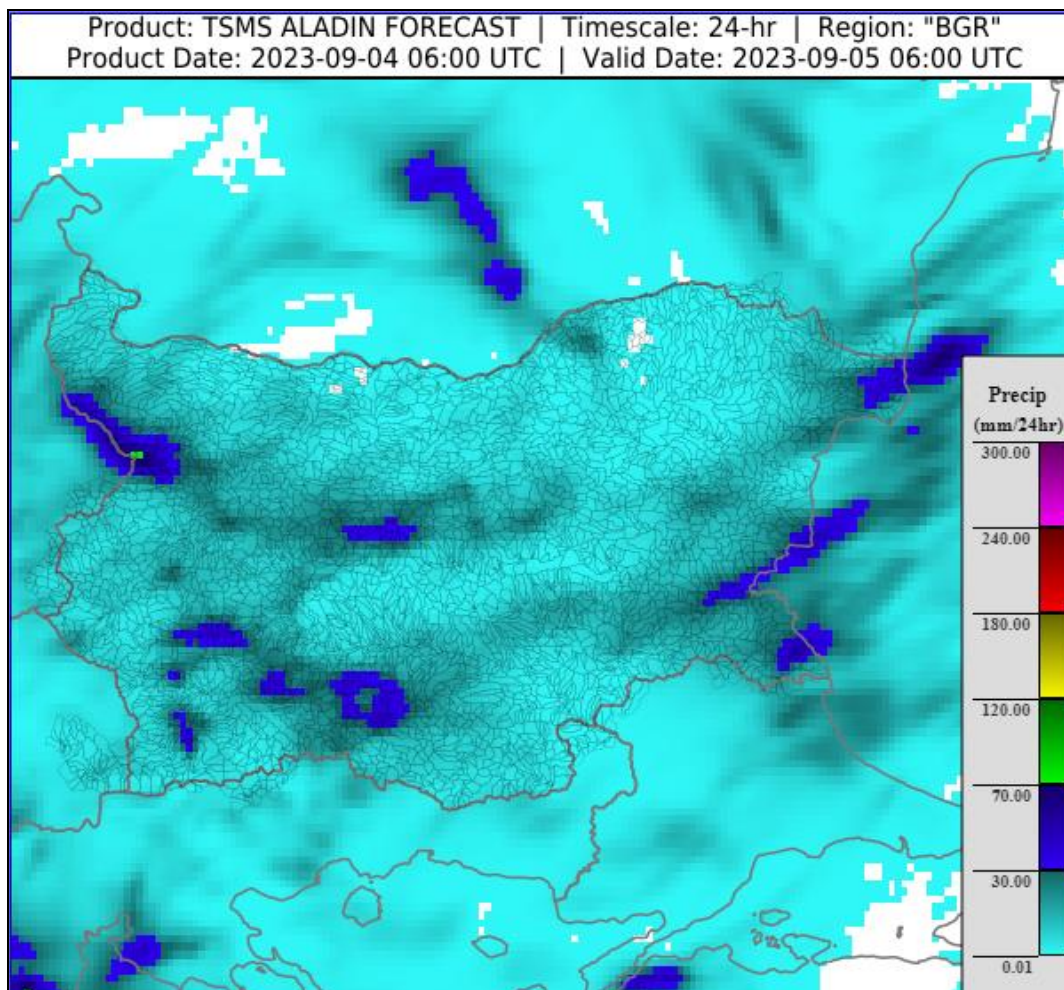 Product: TSMS ALADIN FORECAST | Timescale: 24-hr | Region: "BGR"
Product Date: 2023-09-04 06:00 UTC | Valid Date: 2023-09-05 06:00 UTC
Precip
(mm/24hr)
300.00
240.00
180.00
120.00
70.00
30.00
0.01